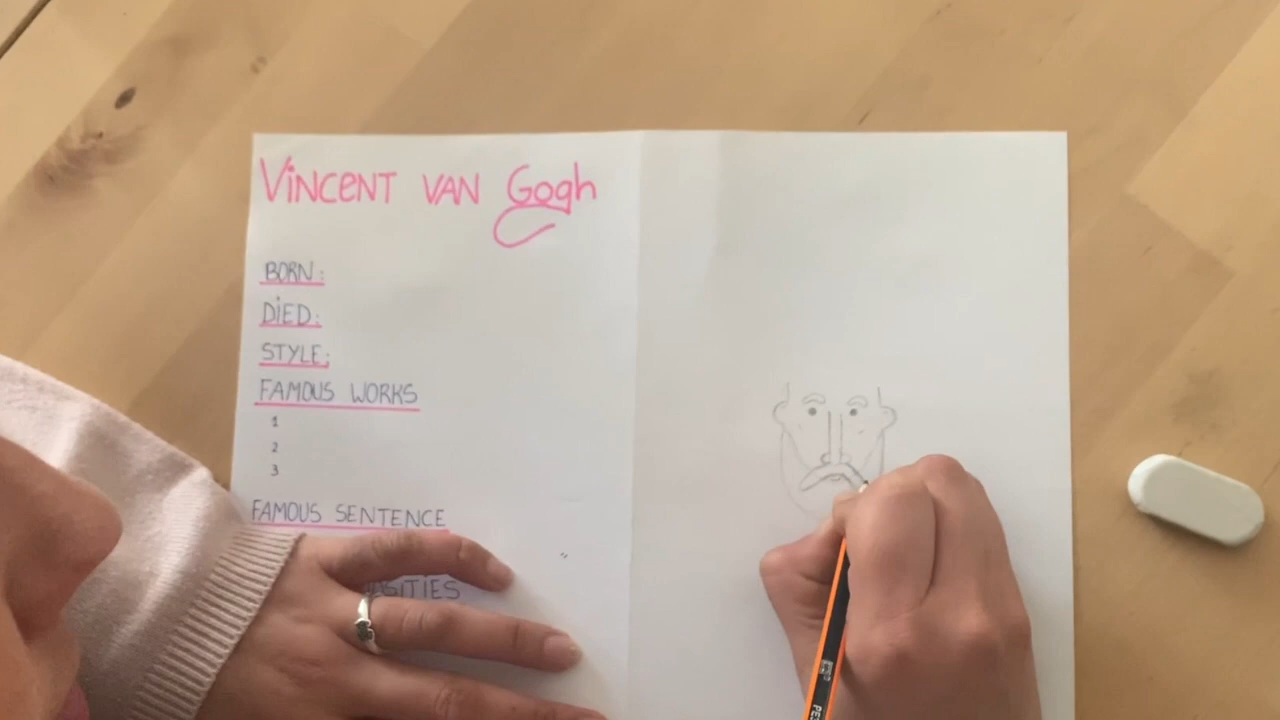 Vincent van Gogh
BORN:
DIED:
STYLE:
FAMOUS WORKS
1
2
3
FAMOUS SENTENCE